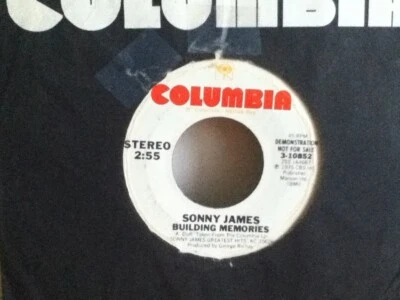 COLUMBIA
COLUMBIA
STEREO
2:55
DEMONSTRATION
NOT FOR SALE
3-10852
SONNY JAMES
BUILDING MEMORIES
Produced by George Richey